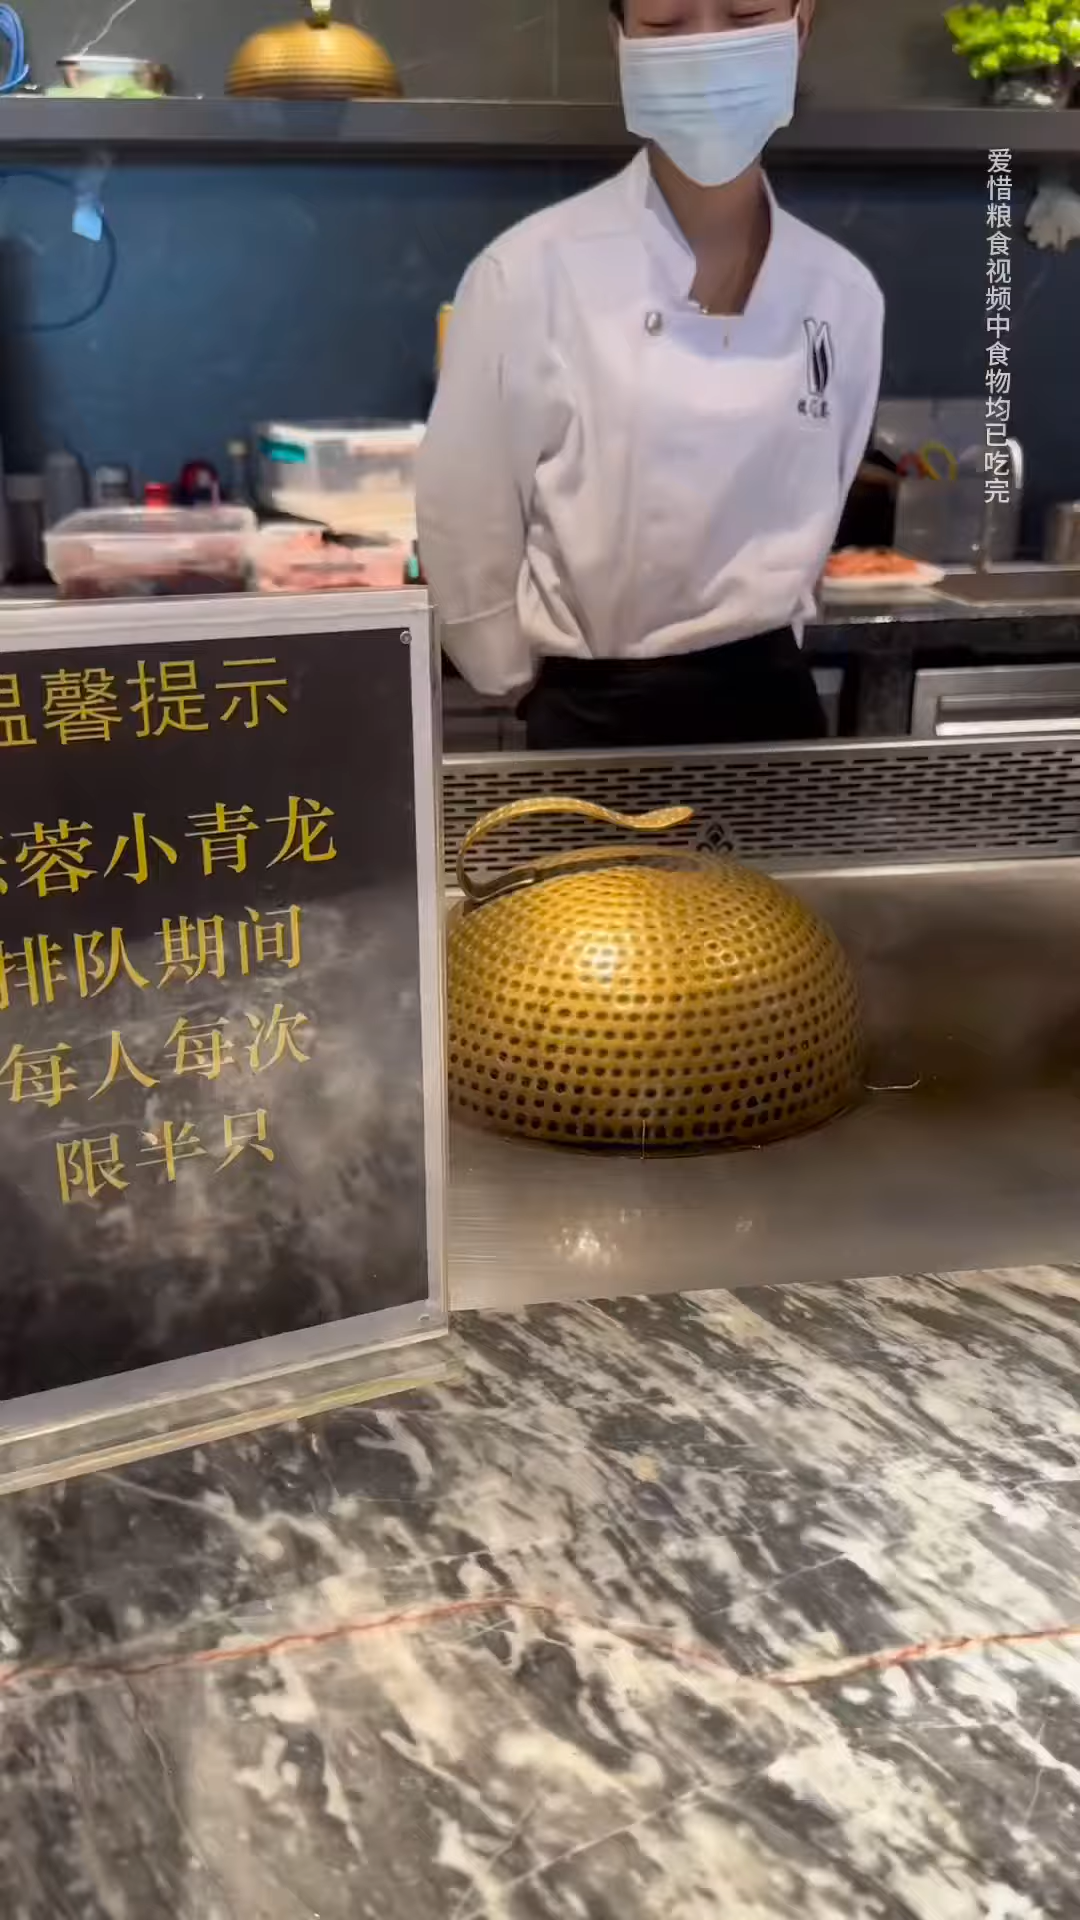 温馨提示
蓉小青龙
排队期间
每人每次
限半只
爱惜粮食视频中食物均已吃完